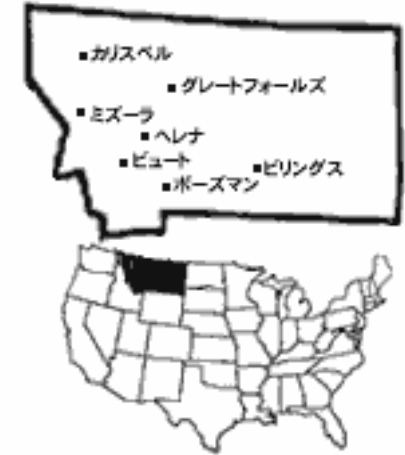 カリスペル
グレートフォールズ
ミズーラ
ヘレナ
ビュート
ビリングス
ボーズマン